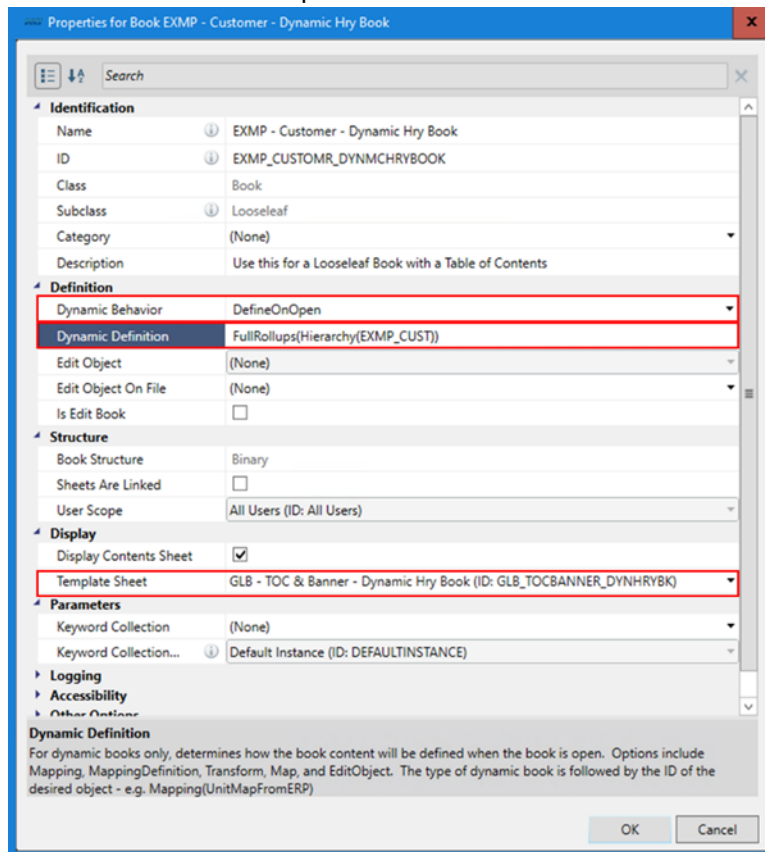 Properties for Book EXMP - Customer - Dynamic Hry Book
Search
Identification
Name EXMP - Customer - Dynamic Hry Book
ID EXMP_CUSTOMR_DYNMCHRYBOOK
Class Book
Subclass Looseleaf
Category (None)
Description Use this for a Looseleaf Book with a Table of Contents
Definition
Dynamic Behavior DefineOnOpen
Dynamic Definition FullRollups(Hierarchy(EXMP_CUST))
Edit Object (None)
Edit Object On File (None)
Is Edit Book
Structure
Book Structure Binary
Sheets Are Linked
User Scope All Users (ID: All Users)
Display
Display Contents Sheet
Template Sheet GLB - TOC & Banner - Dynamic Hry Book (ID: GLB_TOCBANNER_DYNHRYBK)
Parameters
Keyword Collection (None)
Keyword Collection... Default Instance (ID: DEFAULTINSTANCE)
Logging
Accessibility
Other Options
Dynamic Definition
For dynamic books only, determines how the book content will be defined when the book is open. Options include
Mapping, MappingDefinition, Transform, Map, and EditObject. The type of dynamic book is followed by the ID of the
desired object - e.g. Mapping(UnitMapFromERP)
OK Cancel